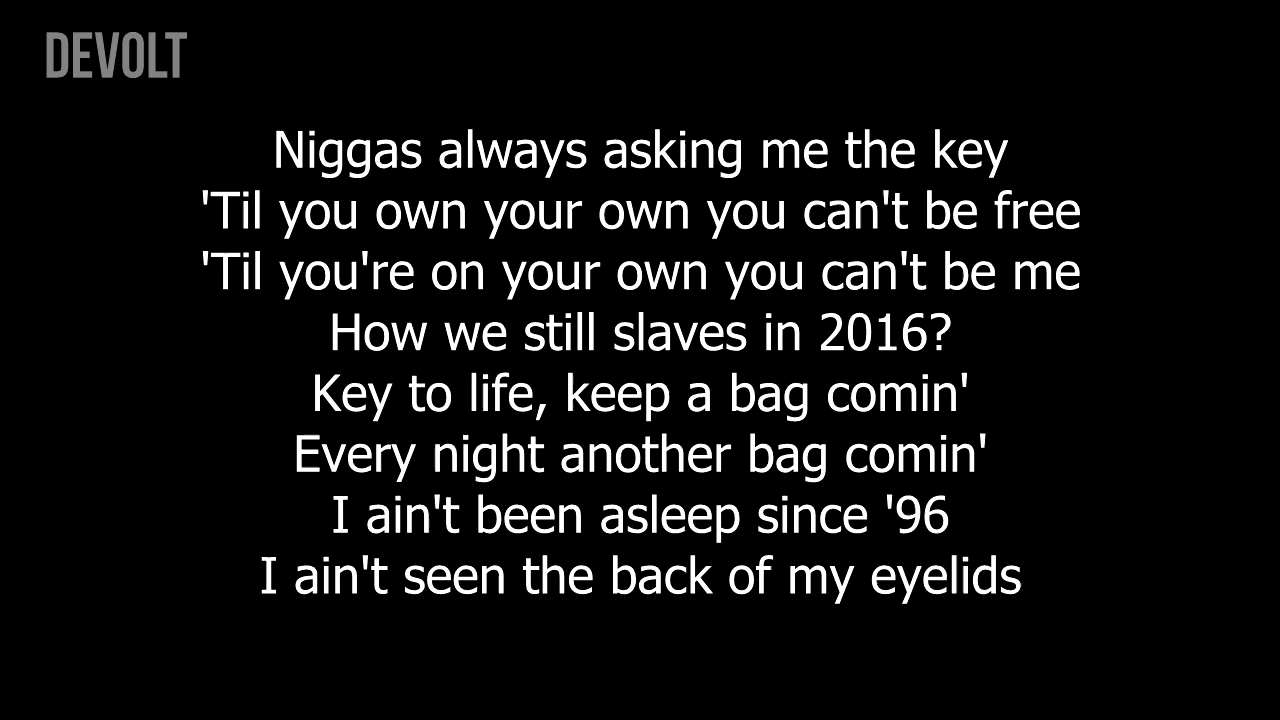 DEVOLT
Niggas always asking me the key
'Til you own your own you can't be free
'Til you're on your own you can't be me
How we still slaves in 2016?
Key to life, keep a bag comin'
Every night another bag comin'
I ain't been asleep since '96
I ain't seen the back of my eyelids